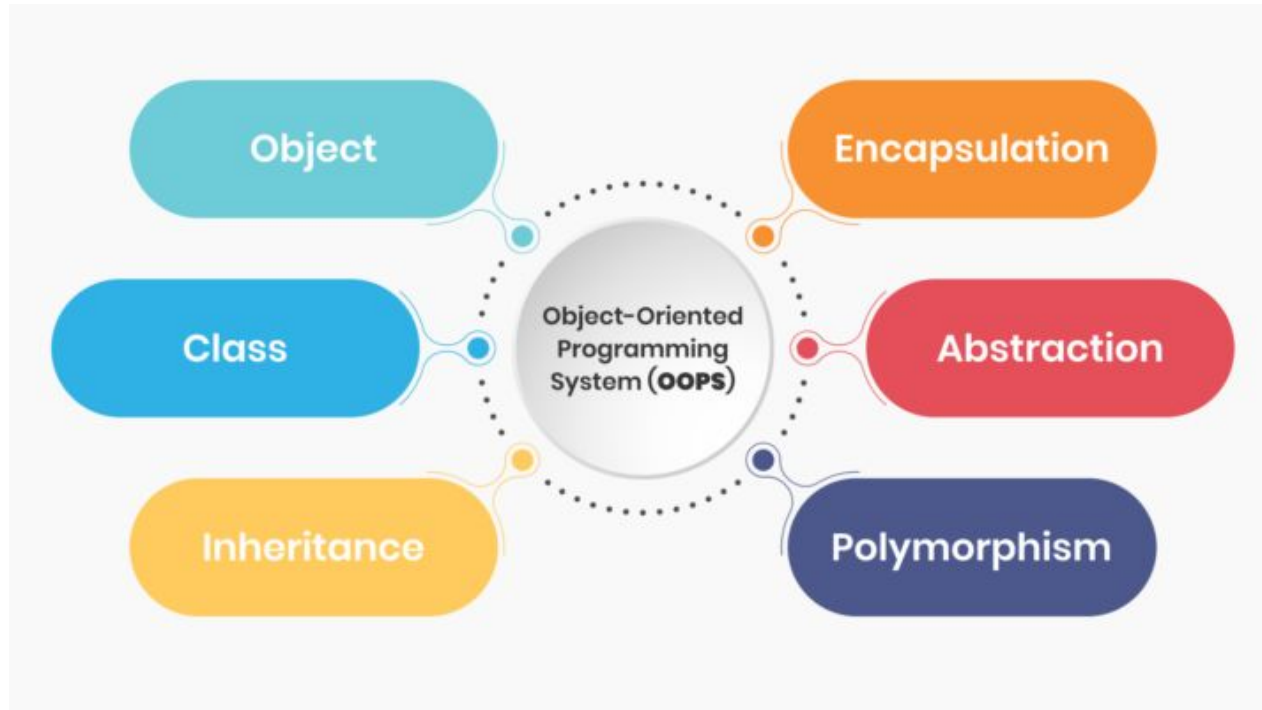 Object
Encapsulation
Class
Object-Oriented
Programming
System (OOPS)
Abstraction
Inheritance
Polymorphism